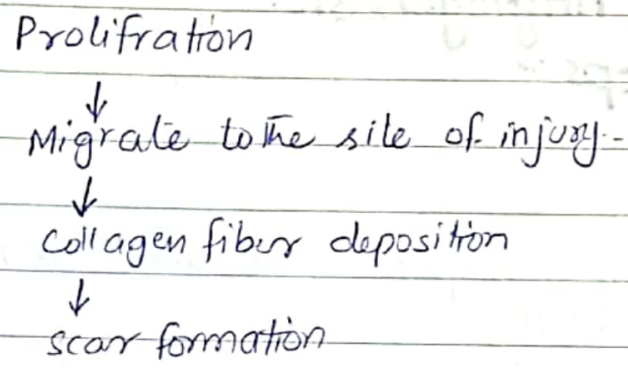 Prolifration
↓
Migrate to the site of injury.
↓
Collagen fiber deposition
↓
scar formation